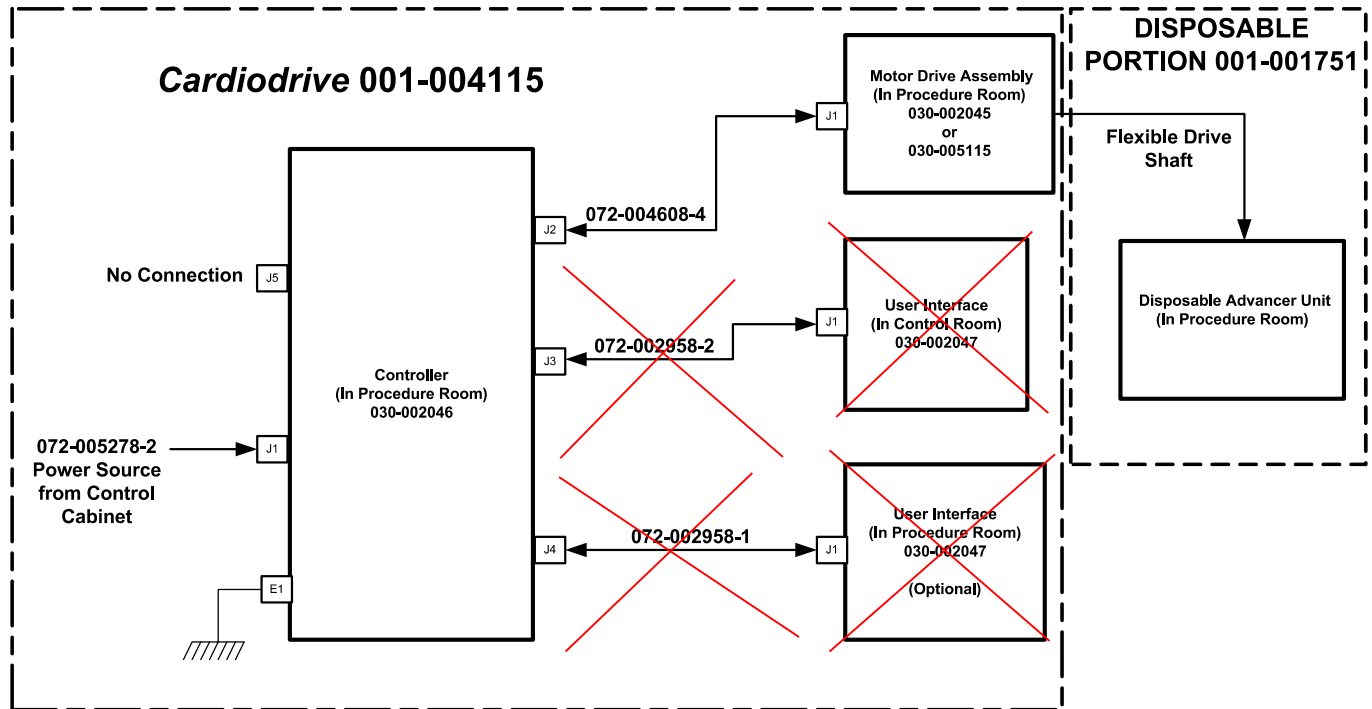 Cardiodrive 001-004115
DISPOSABLE
PORTION 001-001751
Motor Drive Assembly
(In Procedure Room)
030-002045
or
030-005115
J1
Flexible Drive
Shaft
072-004608-4
J2
No Connection
J5
User Interface
(In Control Room)
030-002047
J1
072-002958-2
J3
Disposable Advancer Unit
(In Procedure Room)
Controller
(In Procedure Room)
030-002046
072-005278-2
Power Source
from Control
Cabinet
J1
User Interface
(In Procedure Room)
030-002047
(Optional)
J1
072-002958-1
J4
E1